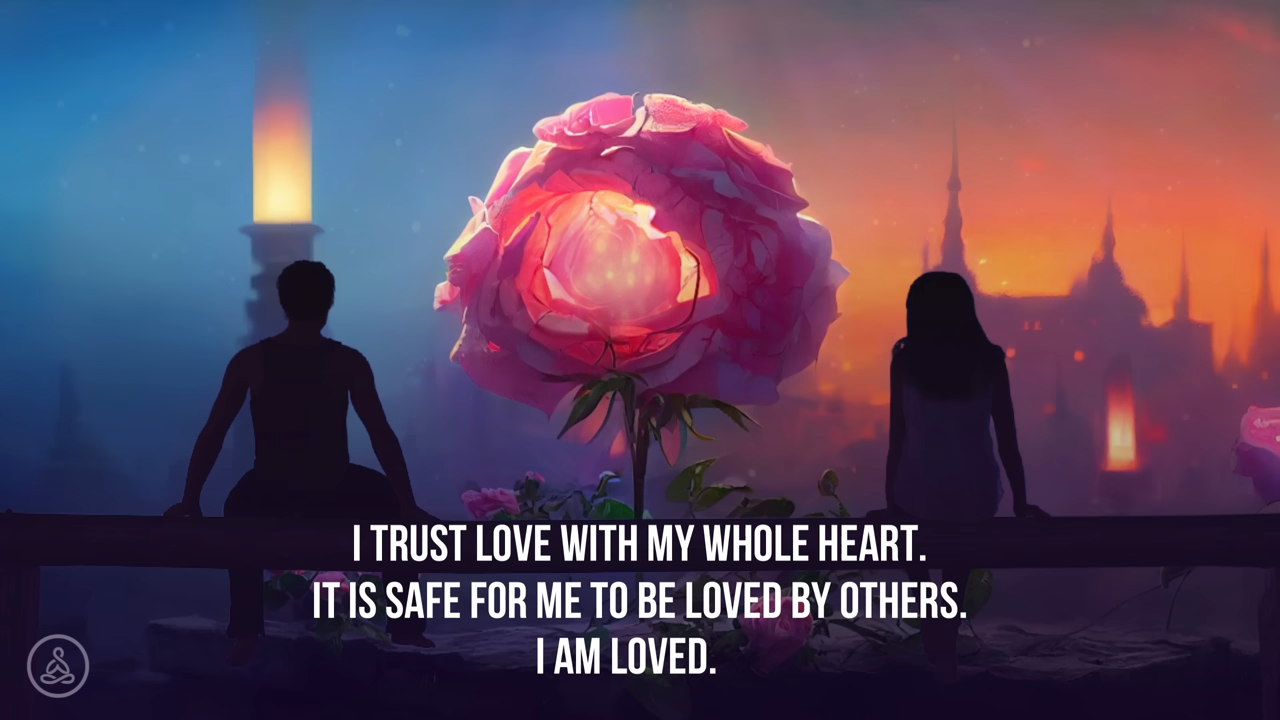 I TRUST LOVE WITH MY WHOLE HEART.
IT IS SAFE FOR ME TO BE LOVED BY OTHERS.
I AM LOVED.